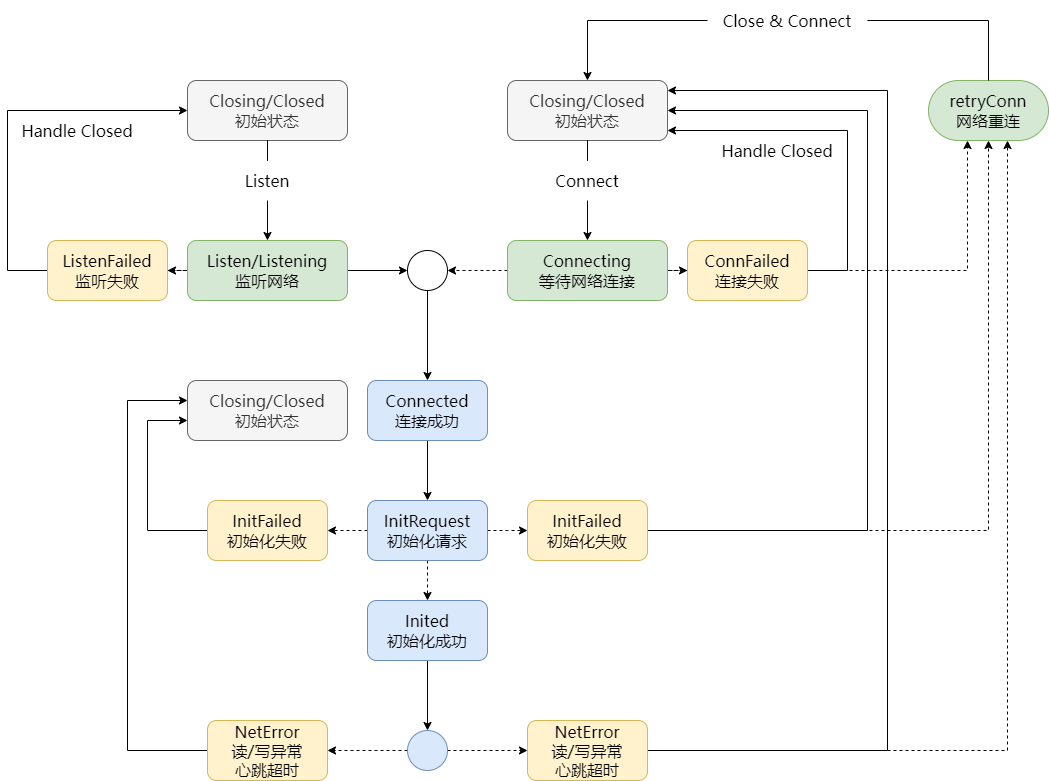 Close & Connect
Closing/Closed
初始状态
Closing/Closed
初始状态
retryConn
网络重连
Handle Closed
Handle Closed
Listen
Connect
ListenFailed
监听失败
Listen/Listening
监听网络
Connecting
等待网络连接
ConnFailed
连接失败
Closing/Closed
初始状态
Connected
连接成功
InitFailed
初始化失败
InitRequest
初始化请求
InitFailed
初始化失败
Inited
初始化成功
NetError
读/写异常
心跳超时
NetError
读/写异常
心跳超时